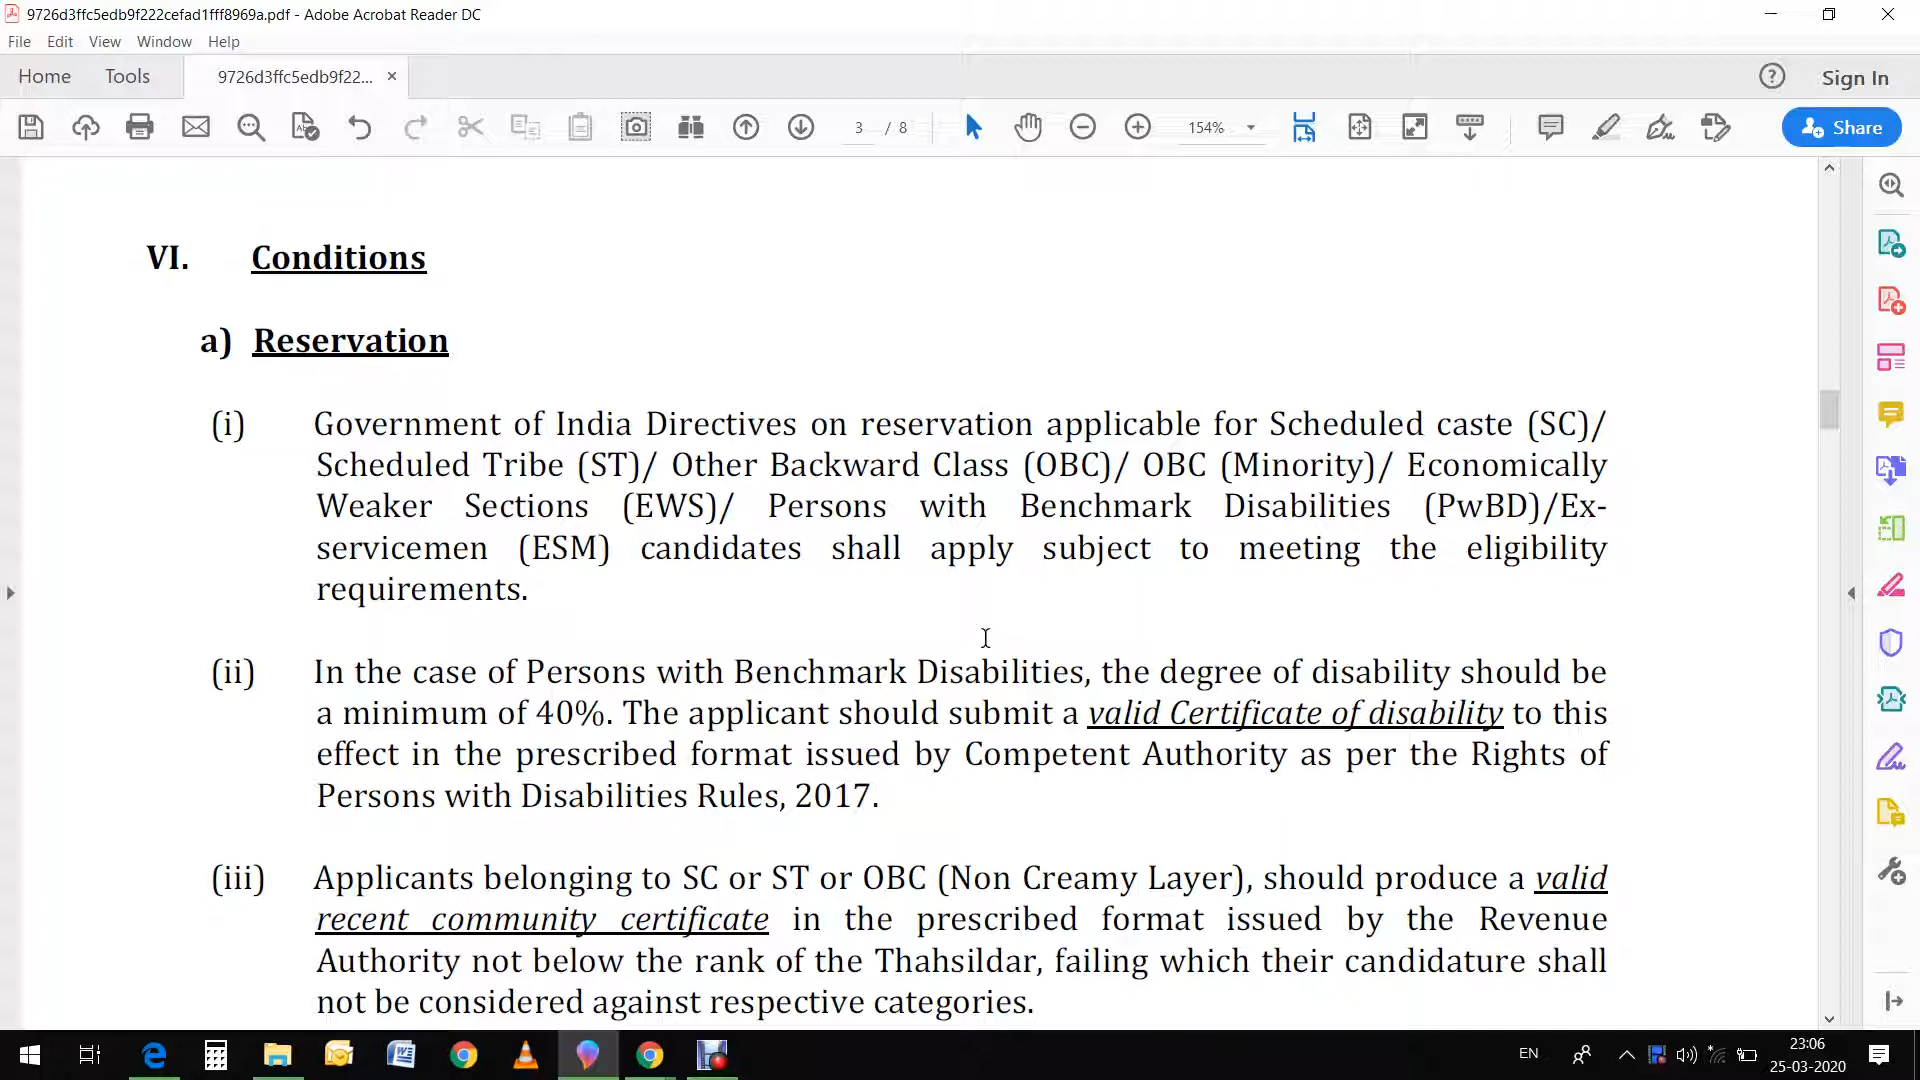 9726d3ffc5edb9f222cefad1fff8969a.pdf - Adobe Acrobat Reader DC
File Edit View Window Help
Home Tools 9726d3ffc5edb9f22... × Sign In
3 / 8 154% Share
VI. Conditions
a) Reservation
(i) Government of India Directives on reservation applicable for Scheduled caste (SC)/
Scheduled Tribe (ST)/ Other Backward Class (OBC)/ OBC (Minority)/ Economically
Weaker Sections (EWS)/ Persons with Benchmark Disabilities (PwBD)/Ex-
servicemen (ESM) candidates shall apply subject to meeting the eligibility
requirements.
(ii) In the case of Persons with Benchmark Disabilities, the degree of disability should be
a minimum of 40%. The applicant should submit a valid Certificate of disability to this
effect in the prescribed format issued by Competent Authority as per the Rights of
Persons with Disabilities Rules, 2017.
(iii) Applicants belonging to SC or ST or OBC (Non Creamy Layer), should produce a valid
recent community certificate in the prescribed format issued by the Revenue
Authority not below the rank of the Thahsildar, failing which their candidature shall
not be considered against respective categories.
EN 23:06
25-03-2020